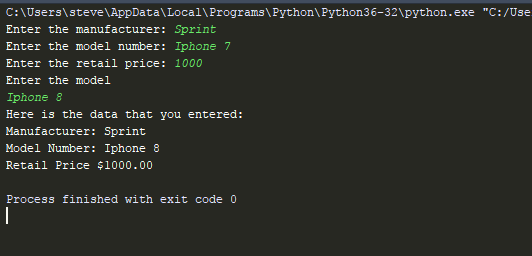 C:\Users\steve\AppData\Local\Programs\Python\Python36-32\python.exe "C:/Use
Enter the manufacturer: Sprint
Enter the model number: Iphone 7
Enter the retail price: 1000
Enter the model
Iphone 8
Here is the data that you entered:
Manufacturer: Sprint
Model Number: Iphone 8
Retail Price $1000.00
Process finished with exit code 0